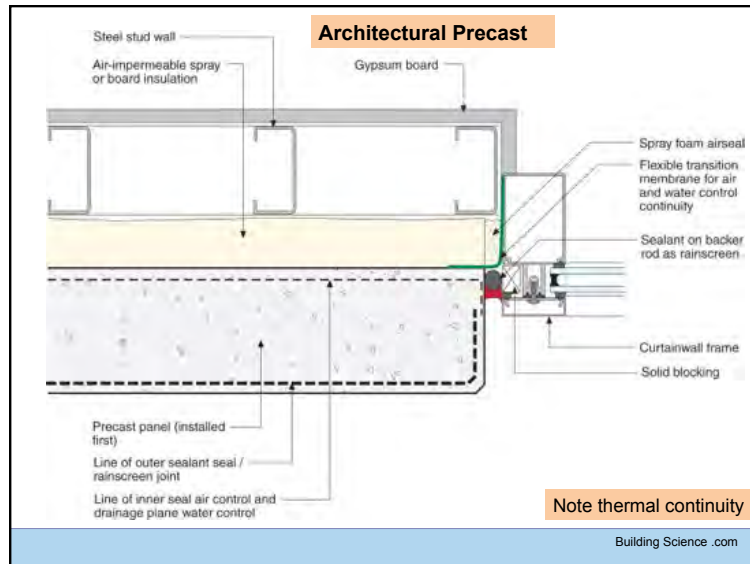 Architectural Precast
Steel stud wall
Air-impermeable spray
or board insulation
Gypsum board
Spray foam airseal
Flexible transition
membrane for air
and water control
continuity
Sealant on backer
rod as rainscreen
Curtainwall frame
Solid blocking
Precast panel (installed
first)
Line of outer sealant seal /
rainscreen joint
Line of inner seal air control and
drainage plane water control
Note thermal continuity
Building Science .com